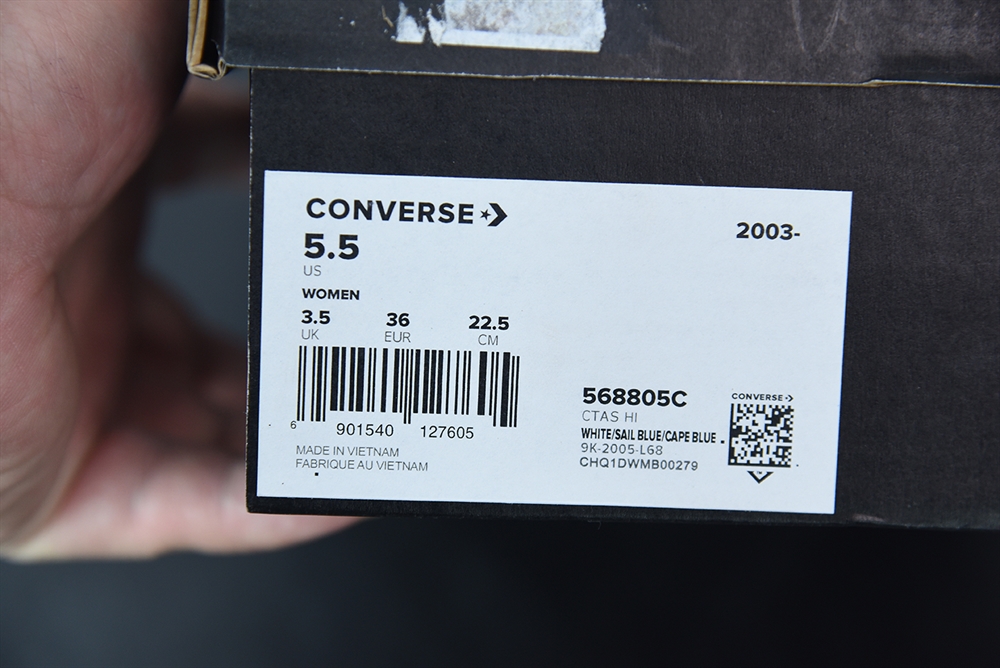 CONVERSE
2003-
5.5
US
WOMEN
3.5 36 22.5
UK EUR CM
6 901540 127605
MADE IN VIETNAM
FABRIQUE AU VIETNAM
568805C
CTAS HI
WHITE/SAIL BLUE/CAPE BLUE
9K-2005-L68
CHQ1DWMB00279
CONVERSE